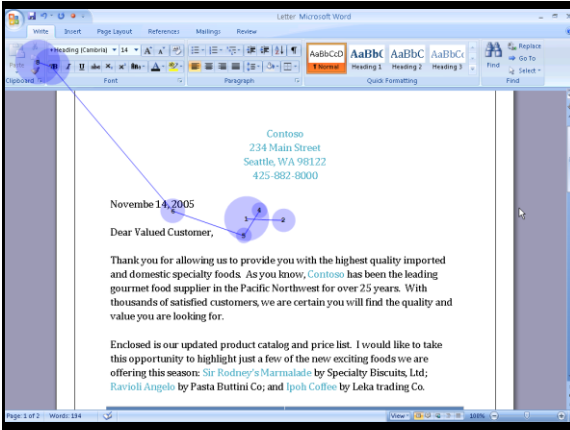 Letter Microsoft Word
Write Insert Page Layout References Mailings Review
Heading (Cambria) 14 A A
AaBbCcD AaBb( AaBbC AaBbCc
Replace
Go To
Select
Paste
B I U abc x, x' A
¶ Normal Heading 1 Heading 2 Heading 3
Find
Clipboard Font Paragraph Quick Formatting Find
Contoso
234 Main Street
Seattle, WA 98122
425-882-8000
Novembe 14, 2005
Dear Valued Customer,
1 2 3 4 6
Thank you for allowing us to provide you with the highest quality imported
and domestic specialty foods. As you know, Contoso has been the leading
gourmet food supplier in the Pacific Northwest for over 25 years. With
thousands of satisfied customers, we are certain you will find the quality and
value you are looking for.
Enclosed is our updated product catalog and price list. I would like to take
this opportunity to highlight just a few of the new exciting foods we are
offering this season: Sir Rodney's Marmalade by Specialty Biscuits, Ltd;
Ravioli Angelo by Pasta Buttini Co; and Ipoh Coffee by Leka trading Co.
Page: 1 of 2 Words: 194 View 100%